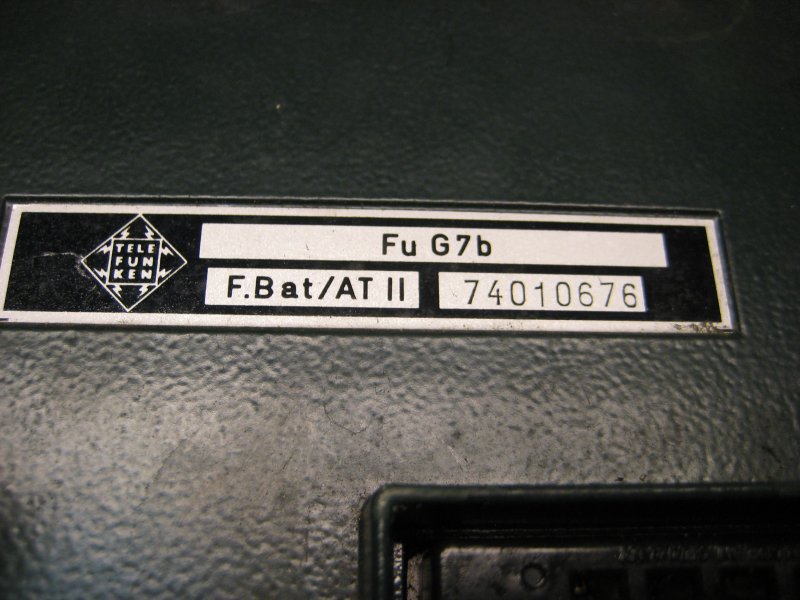 TELE
FUN
KEN
Fu G7b
F.Bat/AT II
74010676